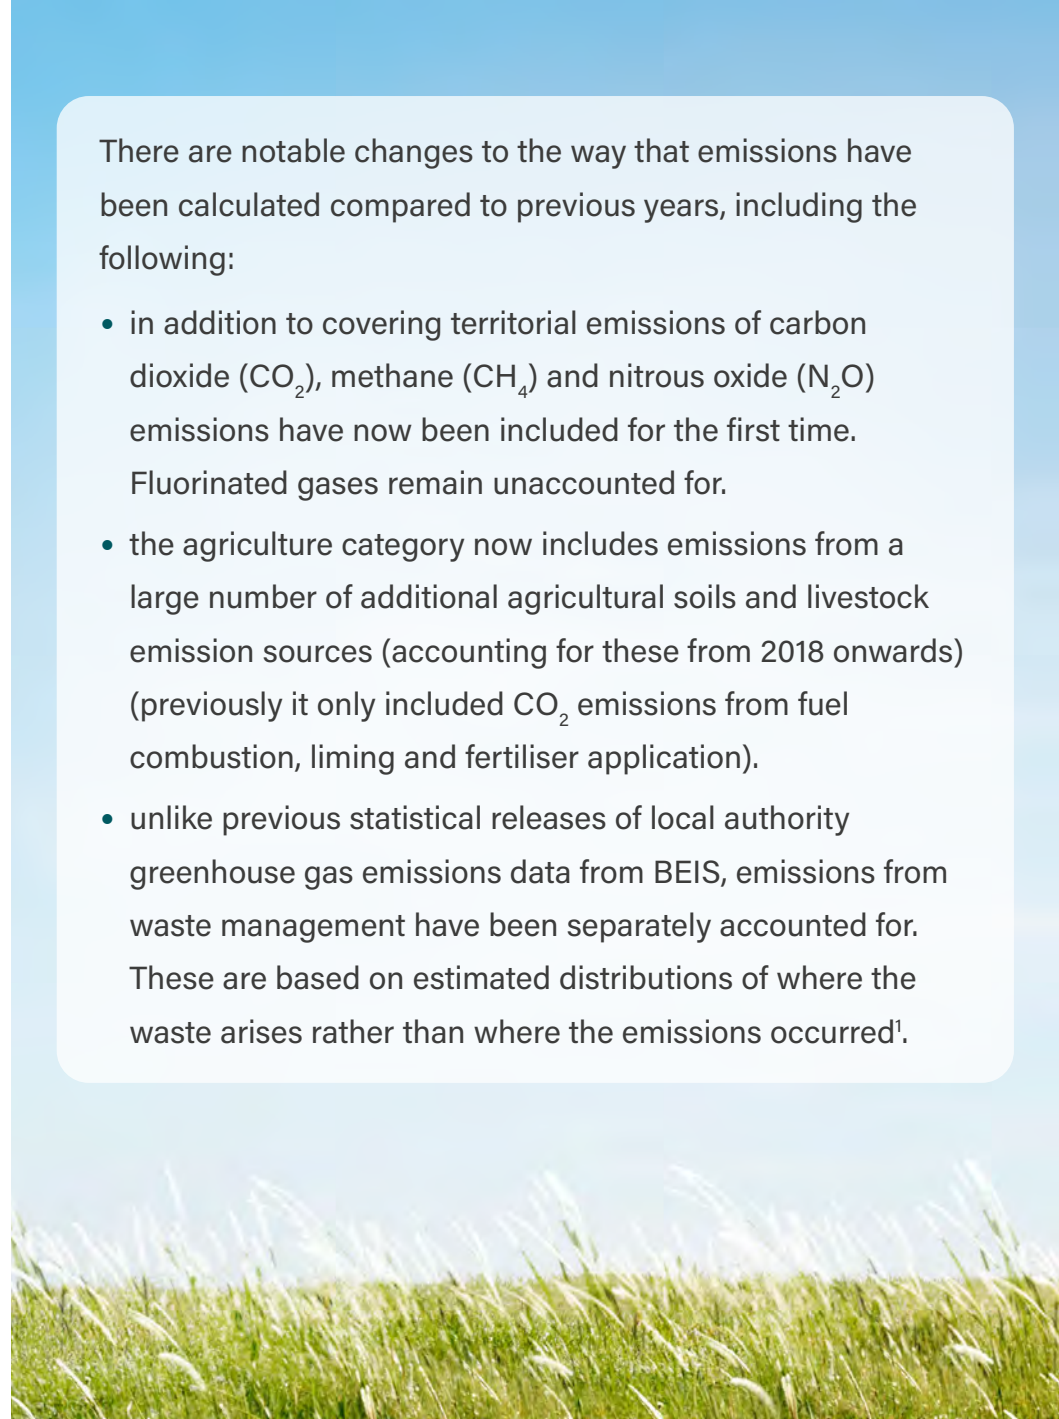 There are notable changes to the way that emissions have
been calculated compared to previous years, including the
following:
• in addition to covering territorial emissions of carbon
dioxide (CO₂), methane (CH₄) and nitrous oxide (N₂O)
emissions have now been included for the first time.
Fluorinated gases remain unaccounted for.
• the agriculture category now includes emissions from a
large number of additional agricultural soils and livestock
emission sources (accounting for these from 2018 onwards)
(previously it only included CO₂ emissions from fuel
combustion, liming and fertiliser application).
• unlike previous statistical releases of local authority
greenhouse gas emissions data from BEIS, emissions from
waste management have been separately accounted for.
These are based on estimated distributions of where the
waste arises rather than where the emissions occurred¹.